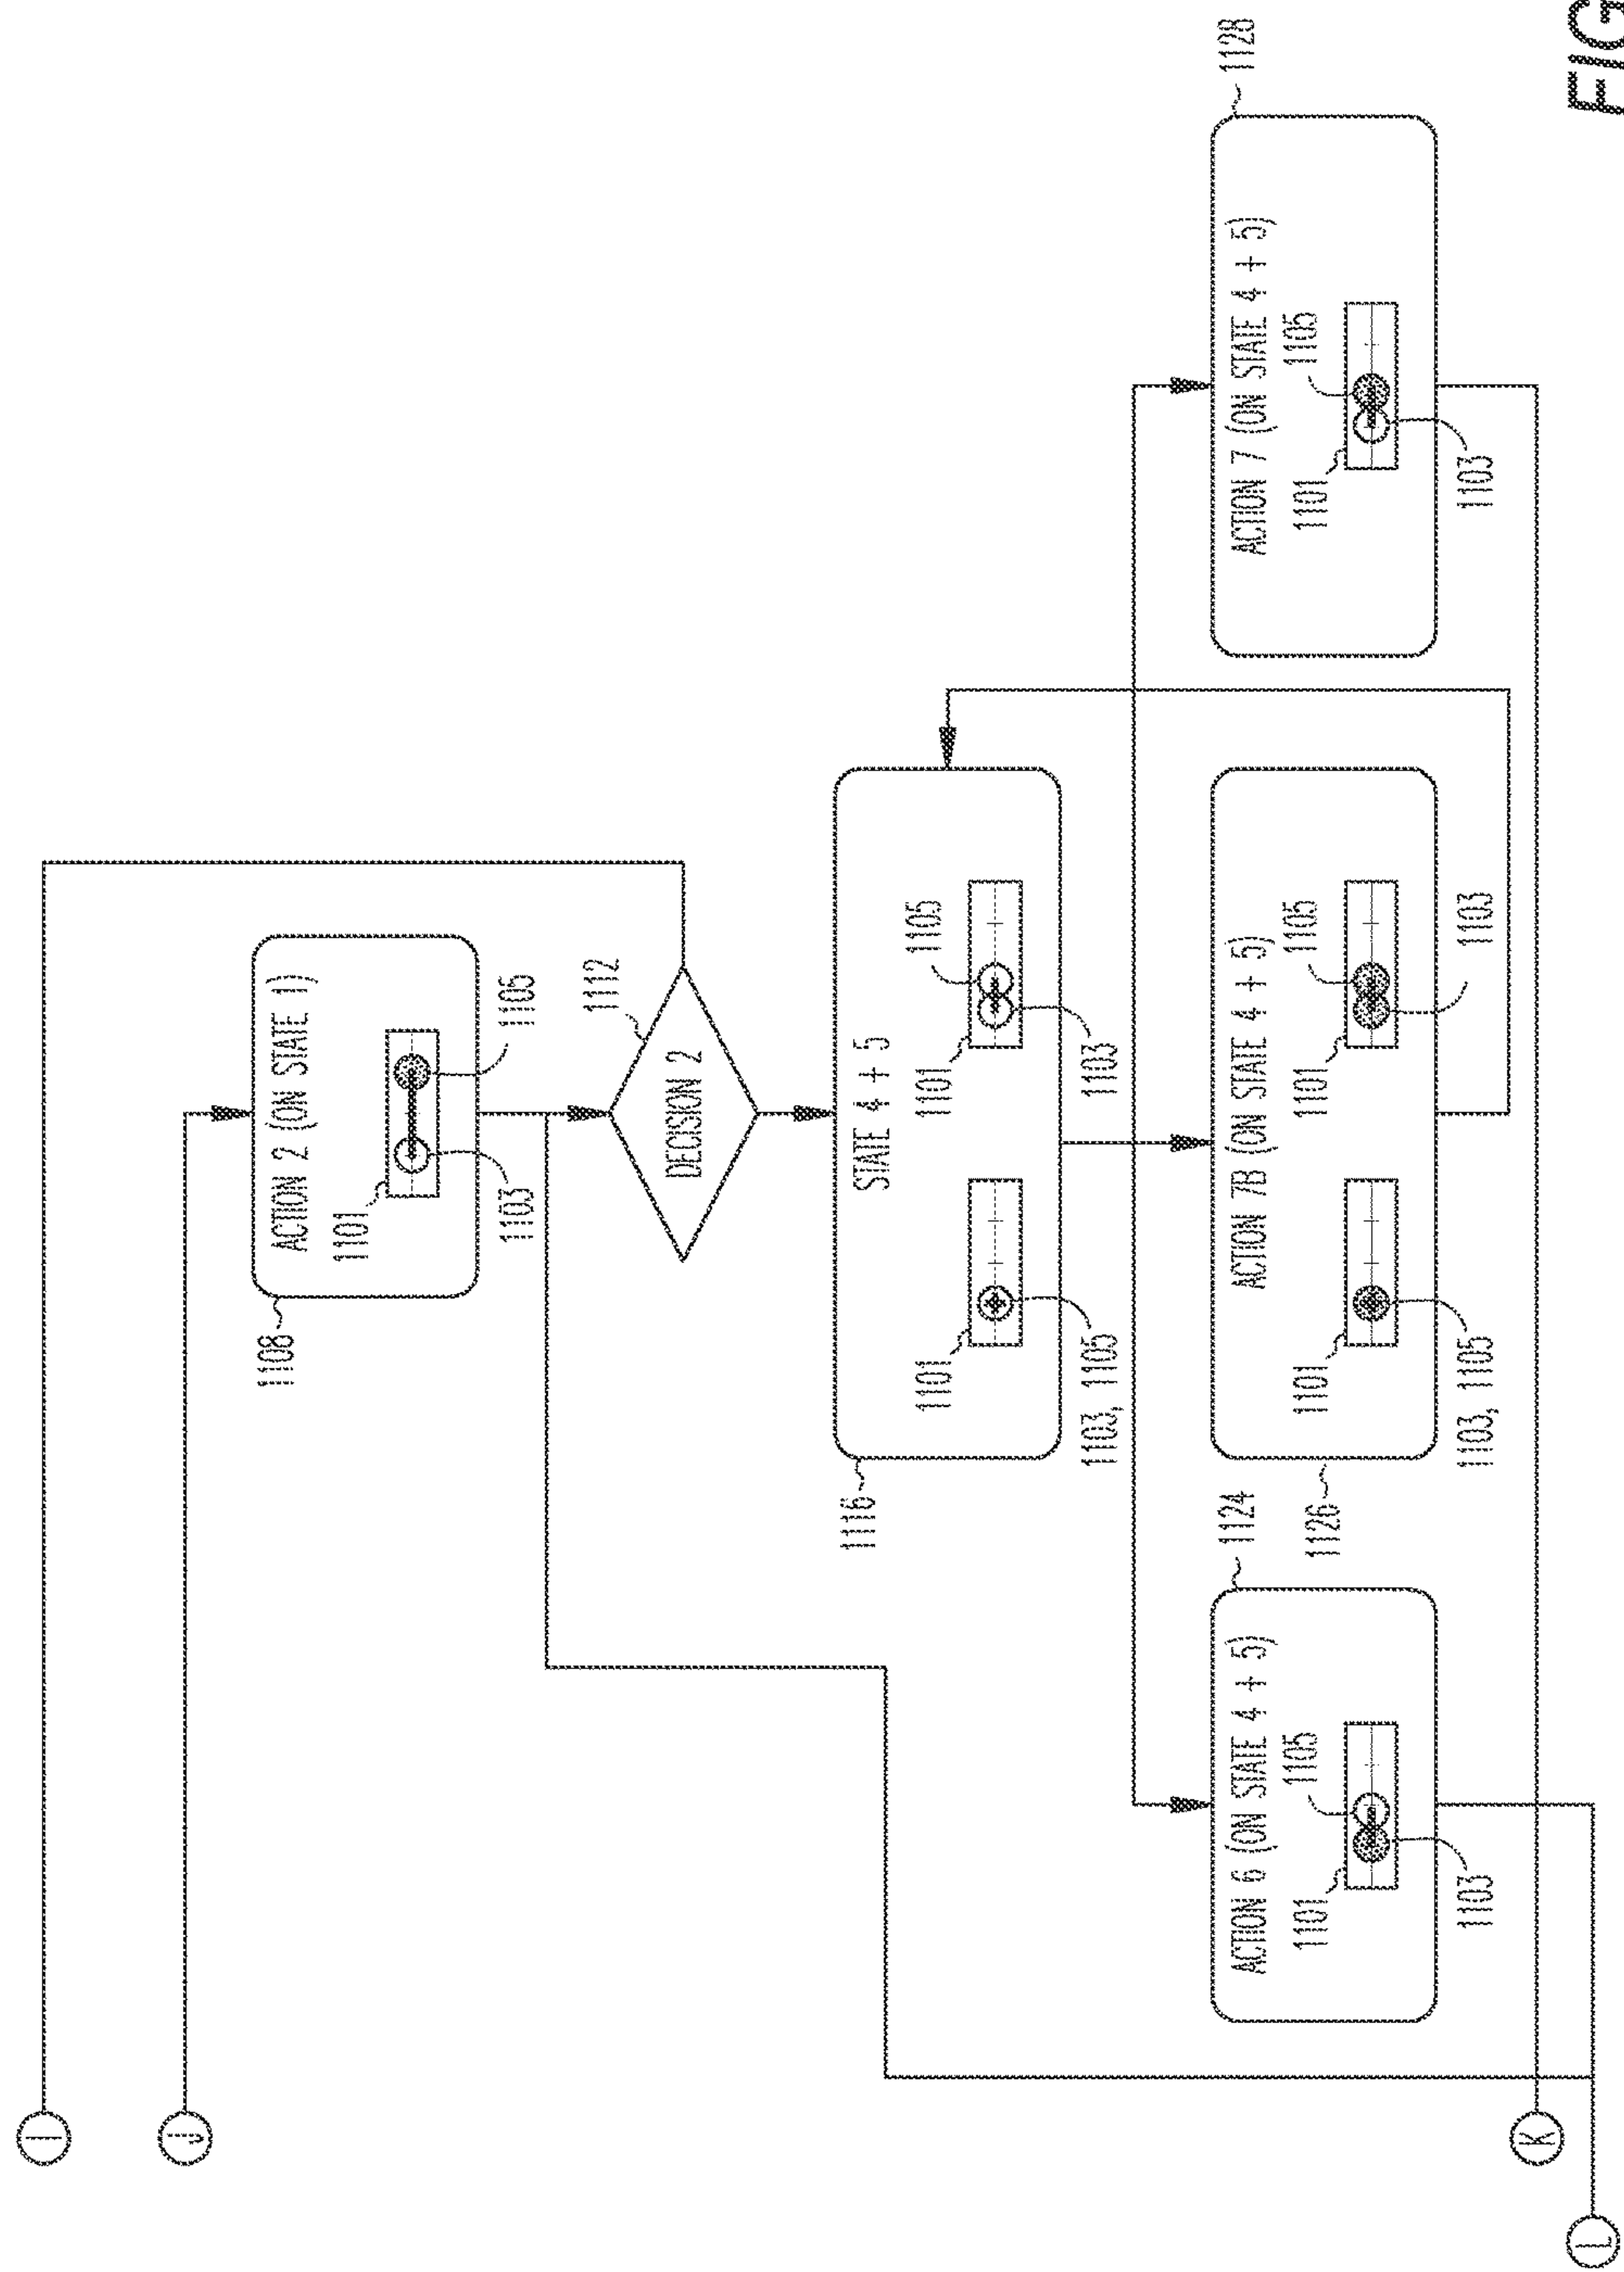 I
J
1108
ACTION 2 (ON STATE 1)
1101
1103
1105
1112
DECISION 2
1116
STATE 4 + 5
1101
1101
1105
1103, 1105
1103
1124
1128
ACTION 6 (ON STATE 4 + 5)
1101
1105
1103
1126
ACTION 7B (ON STATE 4 + 5)
1101
1101
1105
1103, 1105
1103
ACTION 7 (ON STATE 4 + 5)
1101
1105
1103
K
L
FIG